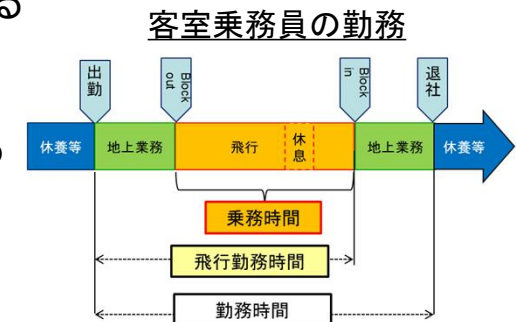 る
客室乗務員の勤務
出勤
Block out
Block in
退社
休養等
地上業務
飛行
休息
地上業務
休養等
乗務時間
飛行勤務時間
勤務時間